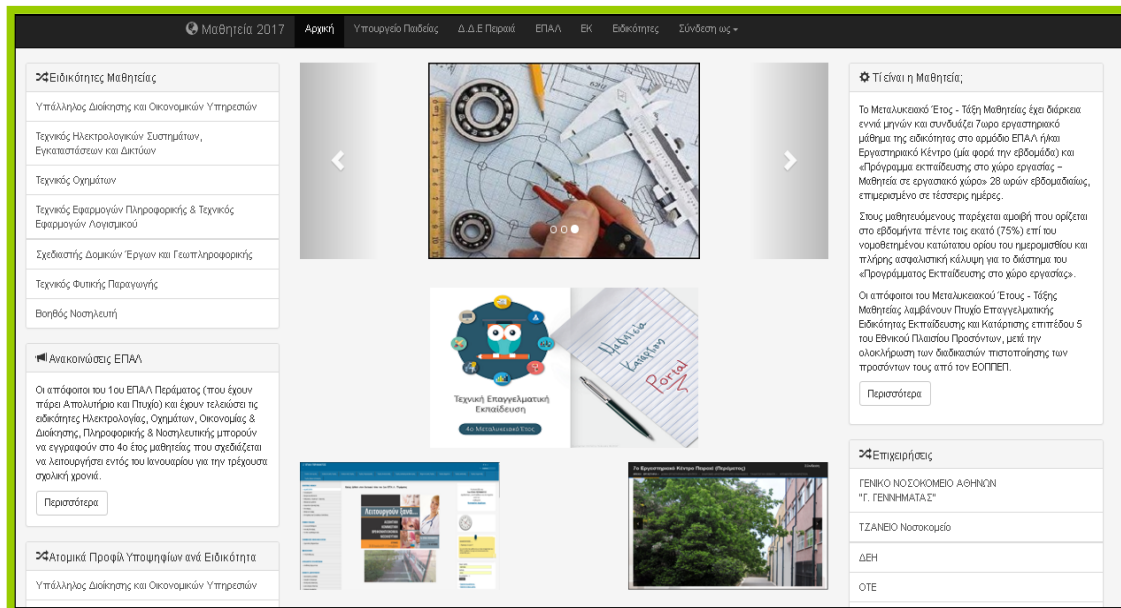 Μαθητεία 2017
Αρχική
Υπουργείο Παιδείας
Δ.Δ.Ε Πειραιά
ΕΠΑΛ
ΕΚ
Ειδικότητες
Σύνδεση ως
Ειδικότητες Μαθητείας
Υπάλληλος Διοίκησης και Οικονομικών Υπηρεσιών
Τεχνικός Ηλεκτρολογικών Συστημάτων,
Εγκαταστάσεων και Δικτύων
Τεχνικός Οχημάτων
Τεχνικός Εφαρμογών Πληροφορικής & Τεχνικός
Εφαρμογών Λογισμικού
Σχεδιαστής Δομικών Έργων και Γεωπληροφορικής
Τεχνικός Φυτικής Παραγωγής
Βοηθός Νοσηλευτή
Ανακοινώσεις ΕΠΑΛ
Οι απόφοιτοι του 1ου ΕΠΑΛ Περάματος (που έχουν
πάρει Απολυτήριο και Πτυχίο) και έχουν τελειώσει τις
ειδικότητες Ηλεκτρολογίας, Οχημάτων, Οικονομίας &
Διοίκησης, Πληροφορικής & Νοσηλευτικής μπορούν
να εγγραφούν στο 4ο έτος μαθητείας που σχεδιάζεται
να λειτουργήσει εντός του Ιανουαρίου για την τρέχουσα
σχολική χρονιά.
Περισσότερα
Ατομικά Προφίλ Υποψηφίων ανά Ειδικότητα
Υπάλληλος Διοίκησης και Οικονομικών Υπηρεσιών
Τεχνική Επαγγελματική
Εκπαίδευση
4ο Μεταλυκειακό Έτος
Μαθητεία
Κατάρτιση
Portal
Λειτουργούν ξανά...
7ο Εργαστηριακό Κέντρο Πειραιά (Περάματος)
Σύνδεση
Τί είναι η Μαθητεία;
Το Μεταλυκειακό Έτος - Τάξη Μαθητείας έχει διάρκεια
εννιά μηνών και συνδυάζει 7ωρο εργαστηριακό
μάθημα της ειδικότητας στο αρμόδιο ΕΠΑΛ ή/και
Εργαστηριακό Κέντρο (μία φορά την εβδομάδα) και
«Πρόγραμμα εκπαίδευσης στο χώρο εργασίας –
Μαθητεία σε εργασιακό χώρο» 28 ωρών εβδομαδιαίως,
επιμερισμένο σε τέσσερις ημέρες.
Στους μαθητευόμενους παρέχεται αμοιβή που ορίζεται
στο εβδομήντα πέντε τοις εκατό (75%) επί του
νομοθετημένου κατώτατου ορίου του ημερομισθίου και
πλήρης ασφαλιστική κάλυψη για το διάστημα του
«Προγράμματος Εκπαίδευσης στο χώρο εργασίας».
Οι απόφοιτοι του Μεταλυκειακού Έτους - Τάξης
Μαθητείας λαμβάνουν Πτυχίο Επαγγελματικής
Ειδικότητας Εκπαίδευσης και Κατάρτισης επιπέδου 5
του Εθνικού Πλαισίου Προσόντων, μετά την
ολοκλήρωση των διαδικασιών πιστοποίησης των
προσόντων τους από τον ΕΟΠΠΕΠ.
Περισσότερα
Επιχειρήσεις
ΓΕΝΙΚΟ ΝΟΣΟΚΟΜΕΙΟ ΑΘΗΝΩΝ
"Γ. ΓΕΝΝΗΜΑΤΑΣ"
ΤΖΑΝΕΙΟ Νοσοκομείο
ΔΕΗ
ΟΤΕ